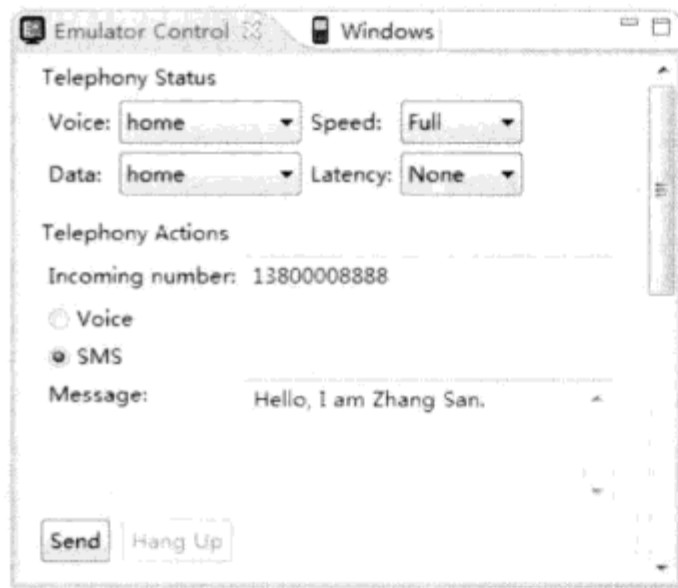 Emulator Control Windows
Telephony Status
Voice: home Speed: Full
Data: home Latency: None
Telephony Actions
Incoming number: 13800008888
Voice
SMS
Message: Hello, I am Zhang San.
Send Hang Up